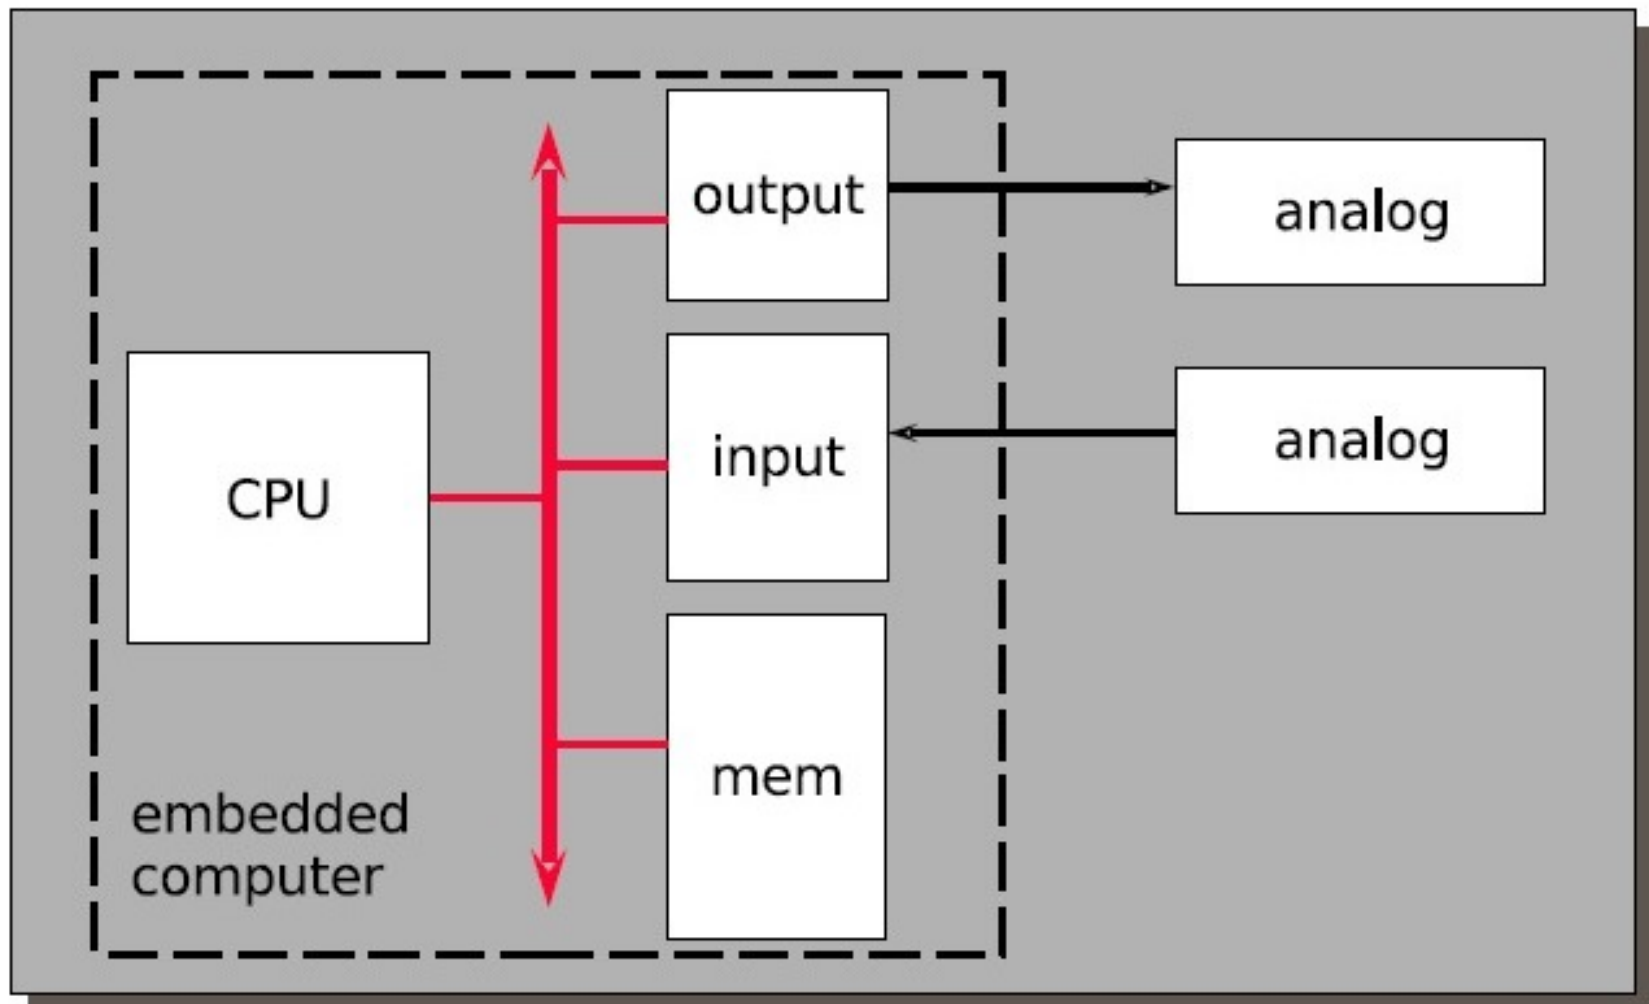 output
analog
input
analog
CPU
mem
embedded
computer